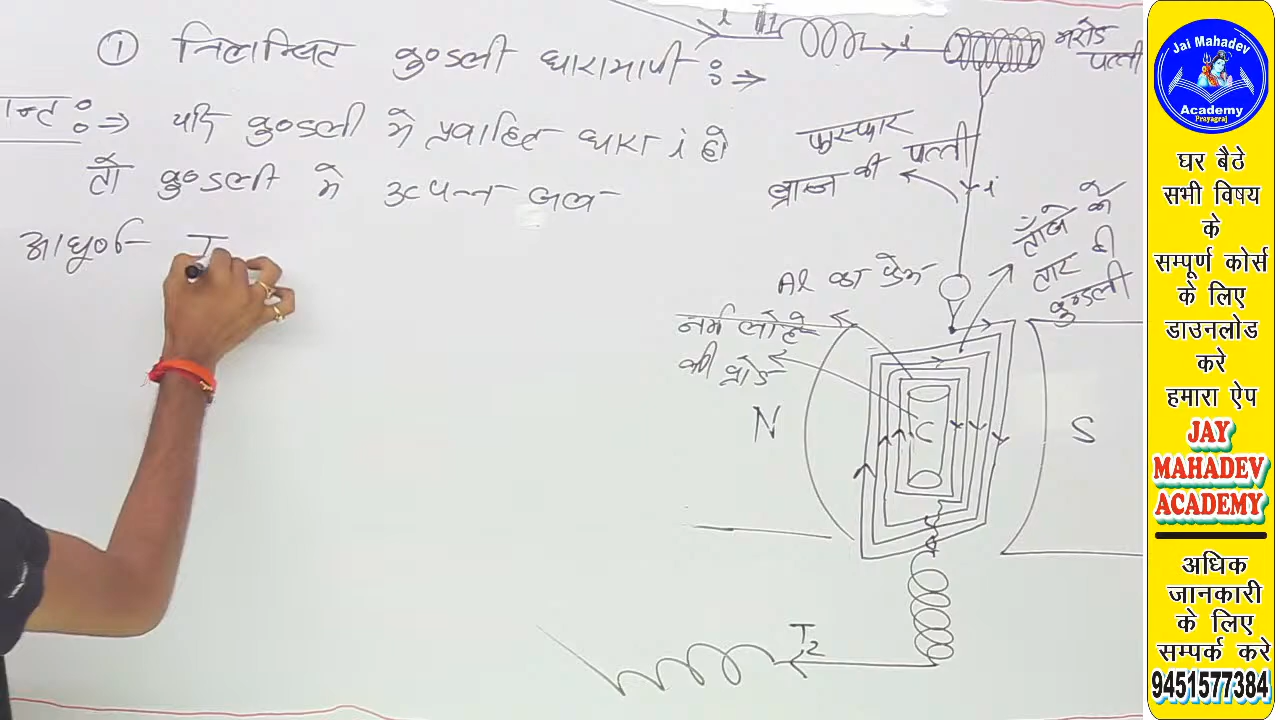 ① निलम्बित कुण्डली धारामापी :⇒
न्त :⇒ यदि कुण्डली मे प्रवाहित धारा i हो
तो कुण्डली मे उत्पन्न बल
आघूर्ण T
i T1
i
मरोड
पत्ती
फास्फर
ब्रान्ज की पत्ती
i
ताँबे के
तार की
कुण्डली
Al का फ्रेम
नर्म लोहे
की क्रोड
N
C
S
T2
Jai Mahadev
Academy
Prayagraj
घर बैठे
सभी विषय
के
सम्पूर्ण कोर्स
के लिए
डाउनलोड
करे
हमारा ऐप
JAY
MAHADEV
ACADEMY
अधिक
जानकारी
के लिए
सम्पर्क करे
9451577384